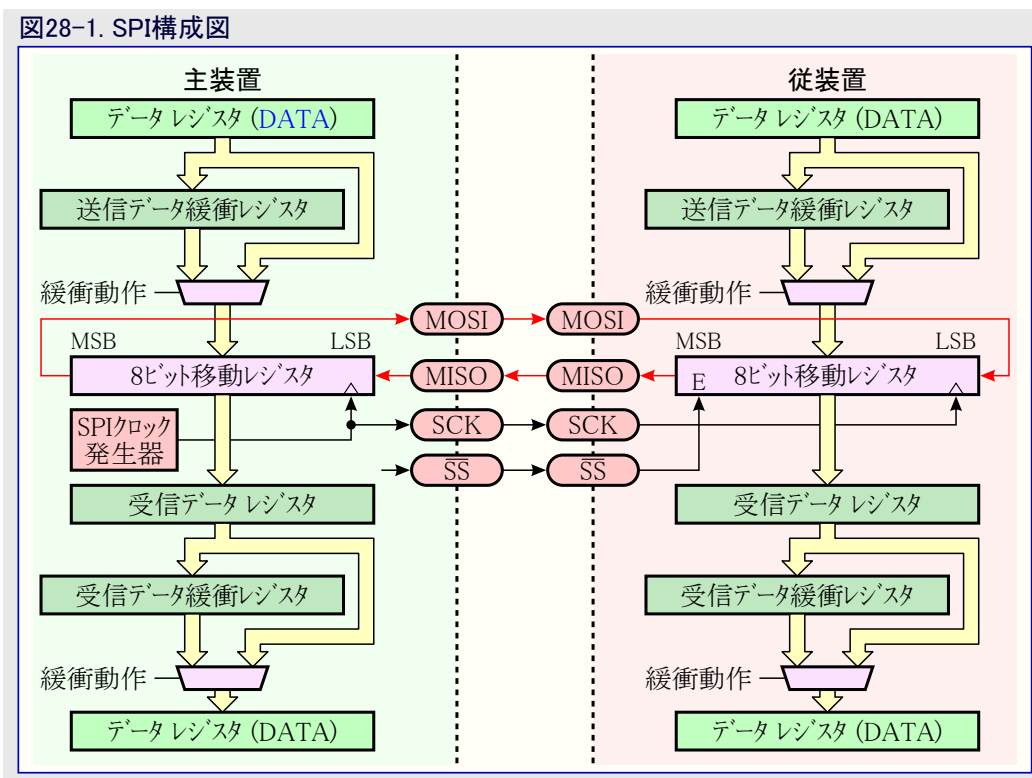 図28-1. SPI構成図
主装置
従装置
データ レジスタ (DATA)
データ レジスタ (DATA)
送信データ緩衝レジスタ
送信データ緩衝レジスタ
緩衝動作
緩衝動作
MOSI
MOSI
MSB
LSB
MSB
LSB
8ビット移動レジスタ
MISO
MISO
E
8ビット移動レジスタ
SPIクロック
発生器
SCK
SCK
SS
SS
受信データ レジスタ
受信データ レジスタ
受信データ緩衝レジスタ
受信データ緩衝レジスタ
緩衝動作
緩衝動作
データ レジスタ (DATA)
データ レジスタ (DATA)